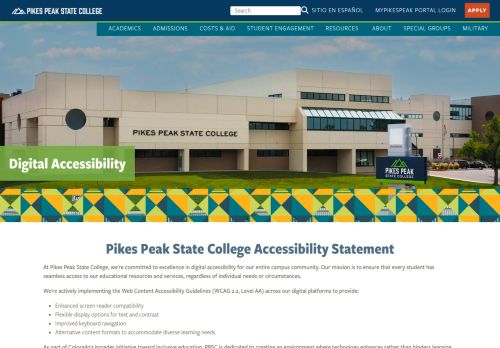 PIKES PEAK STATE COLLEGE
Search
SITIO EN ESPAÑOL
MYPIKESPEAK PORTAL LOGIN
APPLY
ACADEMICS ADMISSIONS COSTS & AID STUDENT ENGAGEMENT RESOURCES ABOUT SPECIAL GROUPS MILITARY
PIKES PEAK STATE COLLEGE
PIKES PEAK
STATE COLLEGE
Digital Accessibility
Pikes Peak State College Accessibility Statement
At Pikes Peak State College, we're committed to excellence in digital accessibility for our entire campus community. Our mission is to ensure that every student has
seamless access to our educational resources and services, regardless of individual needs or circumstances.
We're actively implementing the Web Content Accessibility Guidelines (WCAG 2.2, Level AA) across our digital platforms to provide:
Enhanced screen reader compatibility
Flexible display options for text and contrast
Improved keyboard navigation
Alternative content formats to accommodate diverse learning needs
As part of Colorado's broader initiative toward inclusive education, PPSC is dedicated to creating an environment where technology enhances rather than hinders learning